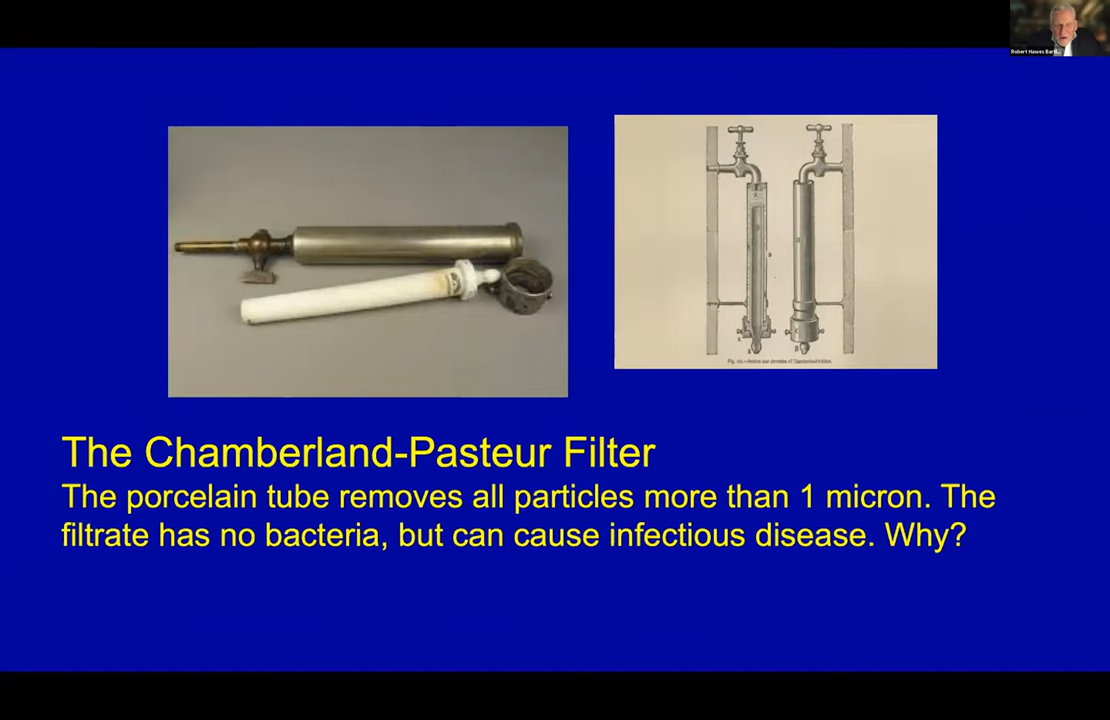 Robert Hawes Bartl...
The Chamberland-Pasteur Filter
The porcelain tube removes all particles more than 1 micron. The
filtrate has no bacteria, but can cause infectious disease. Why?